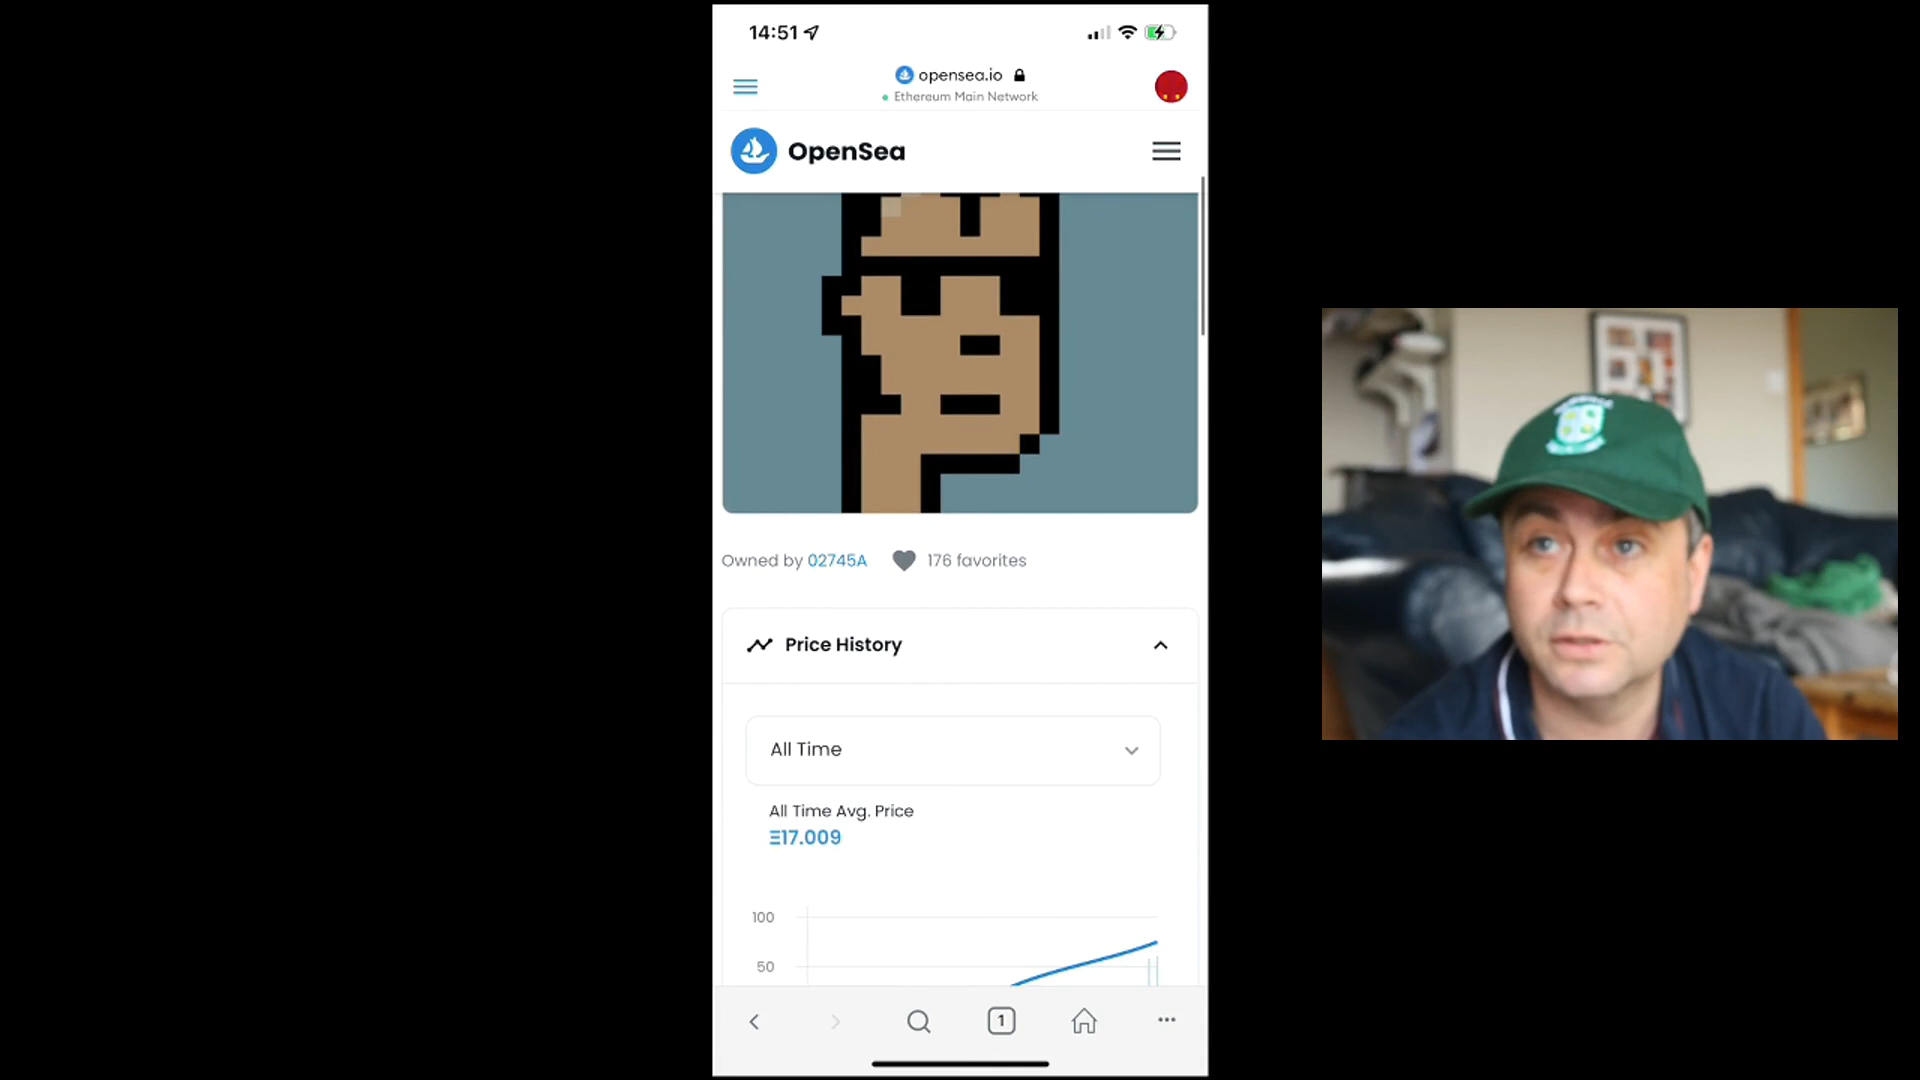 14:51
opensea.io
Ethereum Main Network
OpenSea
Owned by 02745A 176 favorites
Price History
All Time
All Time Avg. Price
Ξ17.009
100
50
1